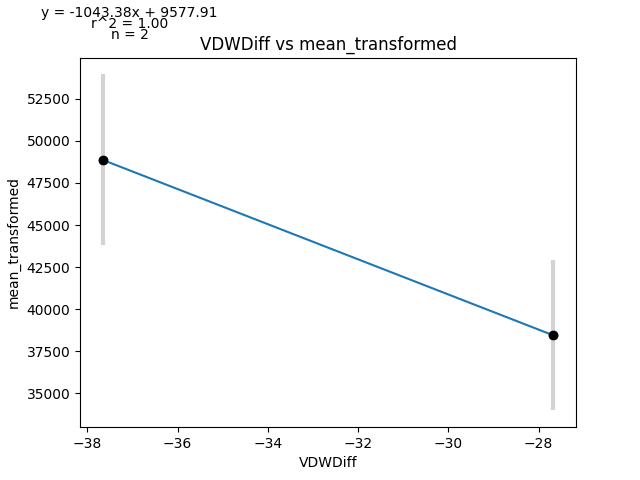 y = -1043.38x + 9577.91
r^2 = 1.00
n = 2
VDWDiff vs mean_transformed
mean_transformed
52500
50000
47500
45000
42500
40000
37500
35000
−38
−36
−34
−32
−30
−28
VDWDiff